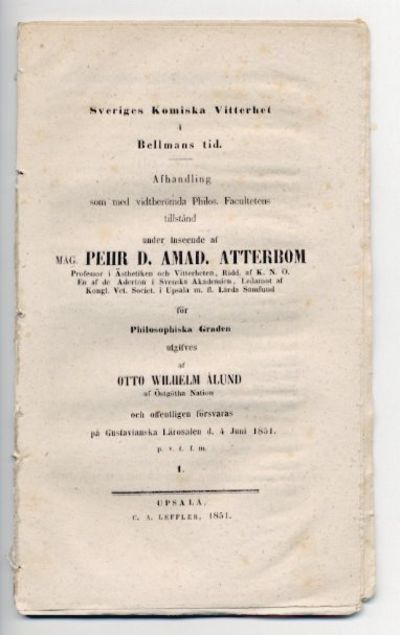 Sveriges Komiska Vitterhet
i
Bellmans tid.
Afhandling
som med vidtberömda Philos. Facultetens
tillstånd
under inseende af
MAG. PEHR D. AMAD. ATTERBOM
Professor i Ästhetiken och Vitterheten, Ridd. af K. N. O.
En af de Aderton i Svenska Akademien, Ledamot af
Kongl. Vet. Societ. i Upsala m. fl. Lärda Samfund
för
Philosophiska Graden
utgifves
af
OTTO WILHELM ÅLUND
af Östgötha Nation
och offentligen försvaras
på Gustavianska Lärosalen d. 4 Juni 1851.
p. v. t. f. m.
I.
UPSALA,
C. A. LEFFLER, 1851.